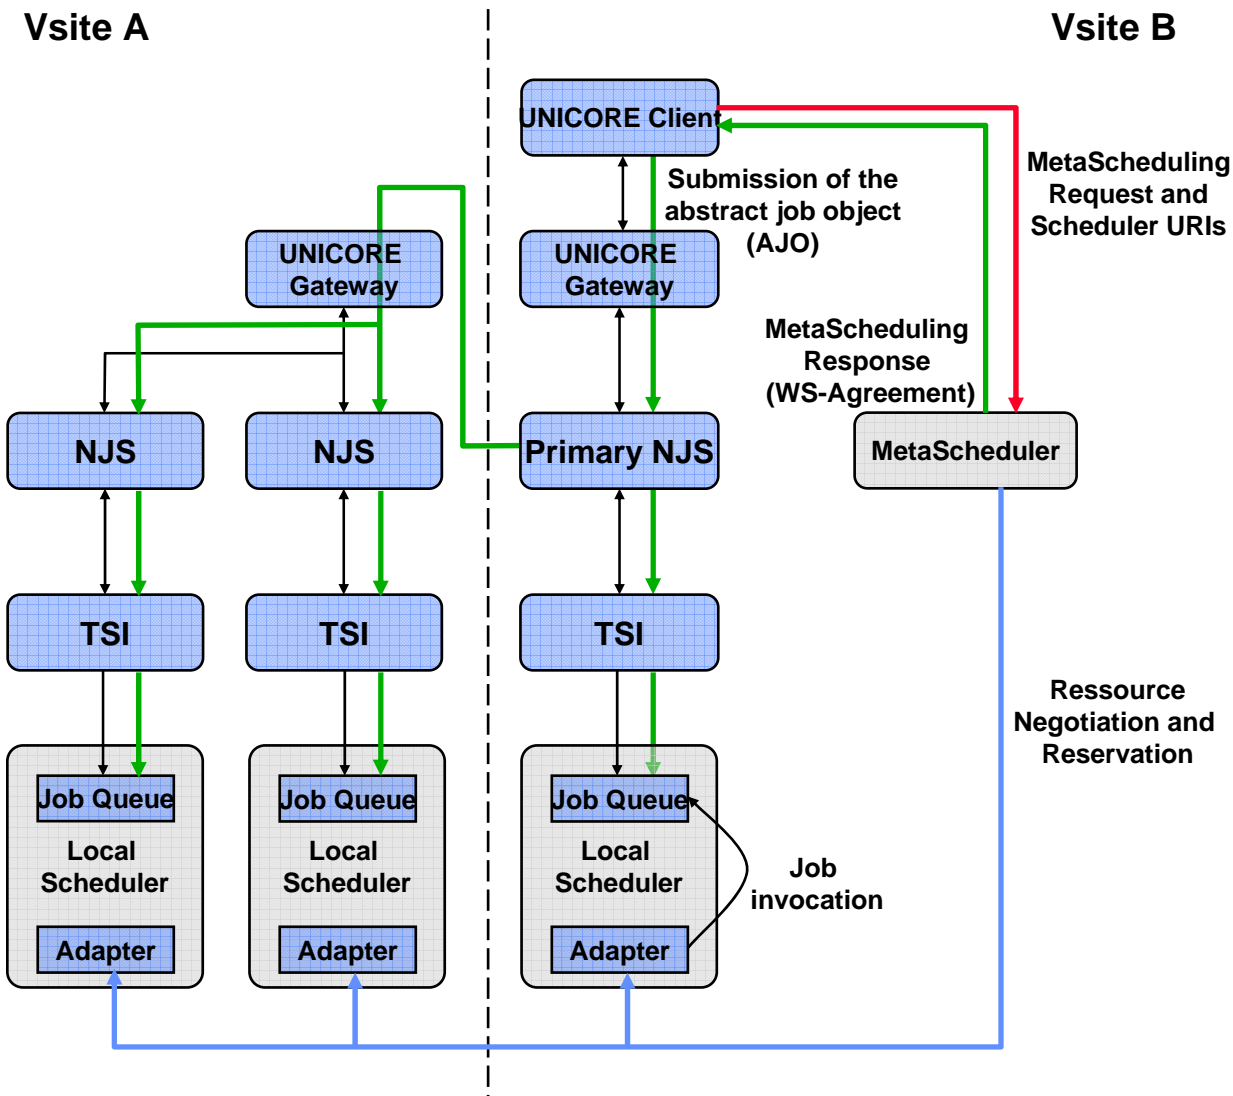 Vsite A
Vsite B
UNICORE Client
MetaScheduling
Request and
Scheduler URIs
Submission of the
abstract job object
(AJO)
UNICORE
Gateway
UNICORE
Gateway
MetaScheduling
Response
(WS-Agreement)
NJS
NJS
Primary NJS
MetaScheduler
TSI
TSI
TSI
Ressource
Negotiation and
Reservation
Job Queue
Job Queue
Job Queue
Local
Scheduler
Local
Scheduler
Local
Scheduler
Job
invocation
Adapter
Adapter
Adapter